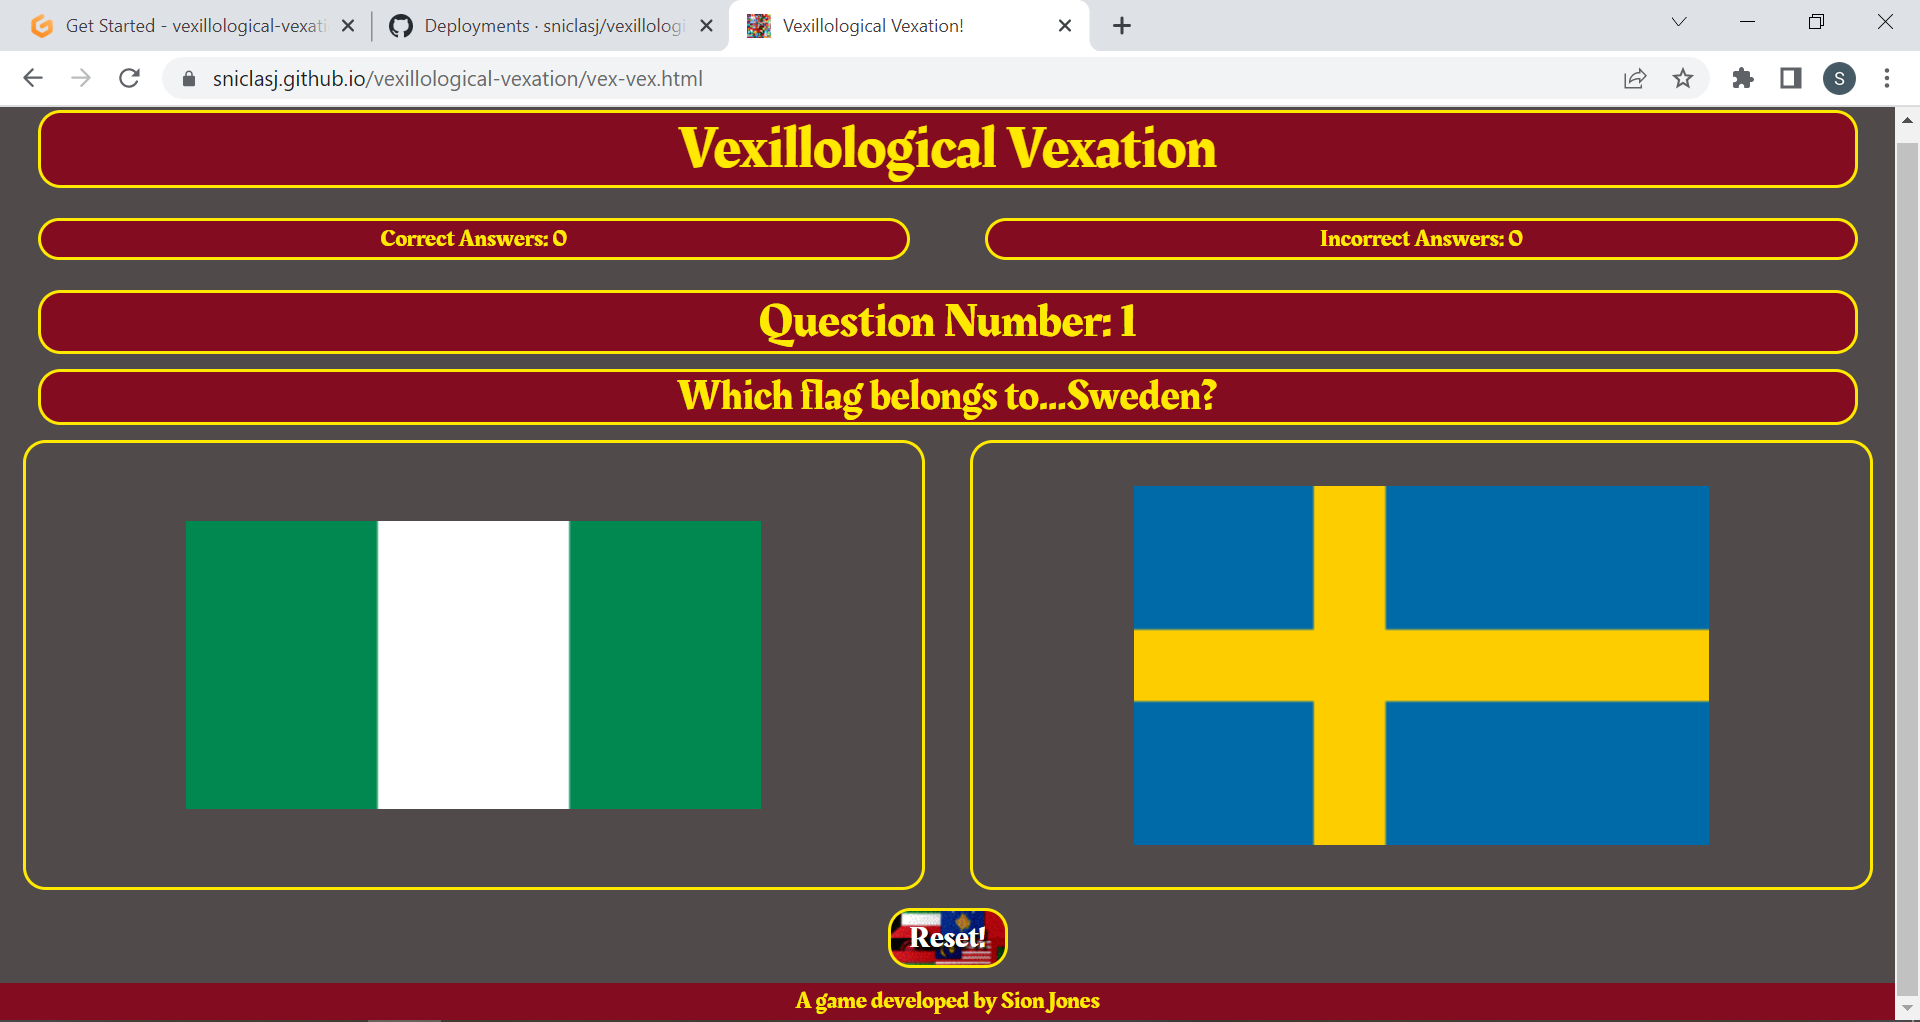 Get Started - vexillological-vexati
Deployments · sniclasj/vexillologi
Vexillological Vexation!
sniclasj.github.io/vexillological-vexation/vex-vex.html
S
Vexillological Vexation
Correct Answers: 0
Incorrect Answers: 0
Question Number: 1
Which flag belongs to...Sweden?
Reset!
A game developed by Sion Jones